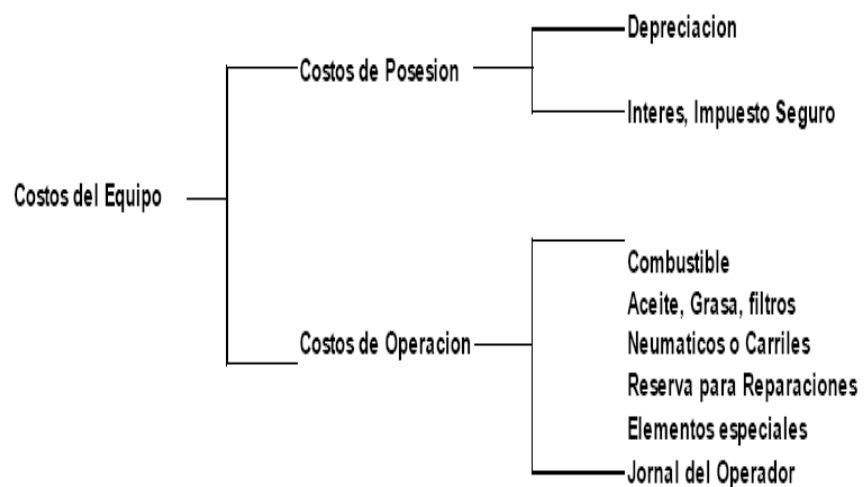 Costos del Equipo
Costos de Posesion
Depreciacion
Interes, Impuesto Seguro
Costos de Operacion
Combustible
Aceite, Grasa, filtros
Neumaticos o Carriles
Reserva para Reparaciones
Elementos especiales
Jornal del Operador